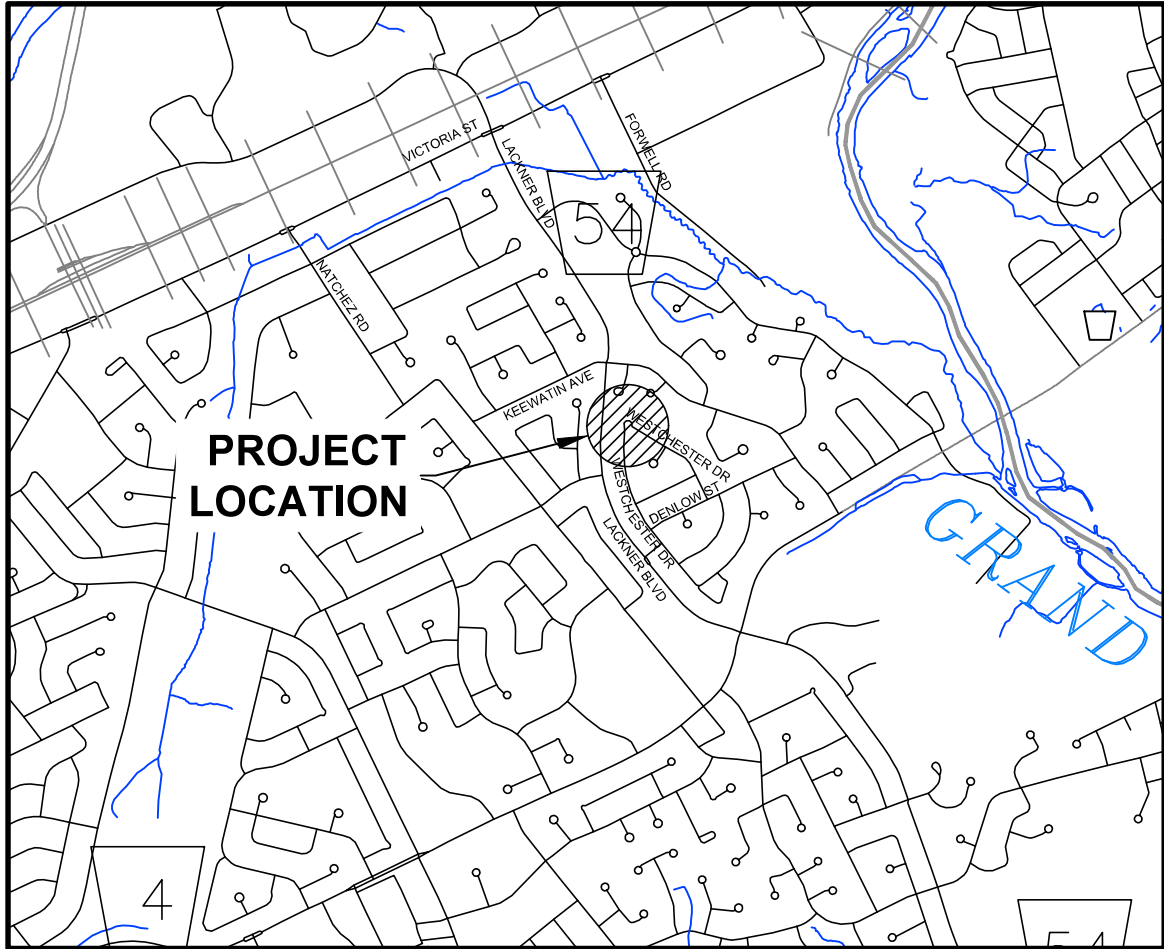 VICTORIA ST
LACKNER BLVD
FORWELL RD
54
NATCHEZ RD
KEEWATIN AVE
PROJECT
LOCATION
WESTCHESTER DR
WESTCHESTER DR
DENLOW ST
LACKNER BLVD
GRAND
4
54